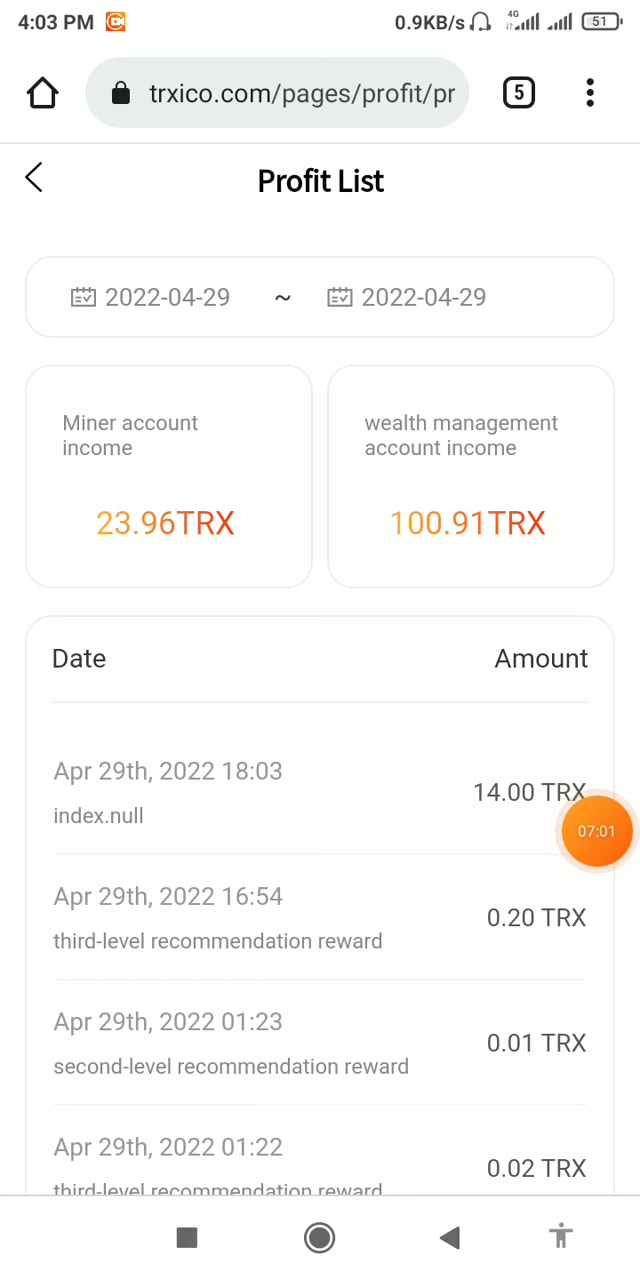 4:03 PM
0.9KB/s
4G
51
trxico.com/pages/profit/pr
5
Profit List
2022-04-29 ~ 2022-04-29
Miner account
income
23.96TRX
wealth management
account income
100.91TRX
Date
Amount
Apr 29th, 2022 18:03
index.null
14.00 TRX
07:01
Apr 29th, 2022 16:54
third-level recommendation reward
0.20 TRX
Apr 29th, 2022 01:23
second-level recommendation reward
0.01 TRX
Apr 29th, 2022 01:22
third-level recommendation reward
0.02 TRX